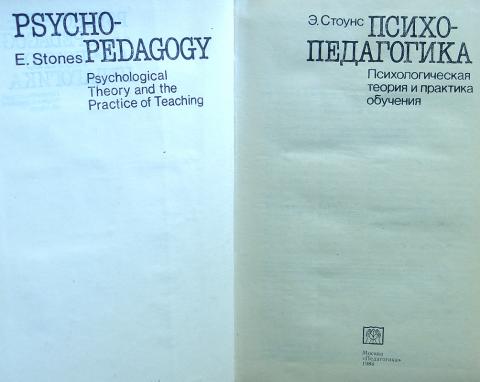 PSYCHO-
PEDAGOGY
E. Stones
Psychological
Theory and the
Practice of Teaching
Э. Стоунс
ПСИХО-
ПЕДАГОГИКА
Психологическая
теория и практика
обучения
Москва
«Педагогика»
1984